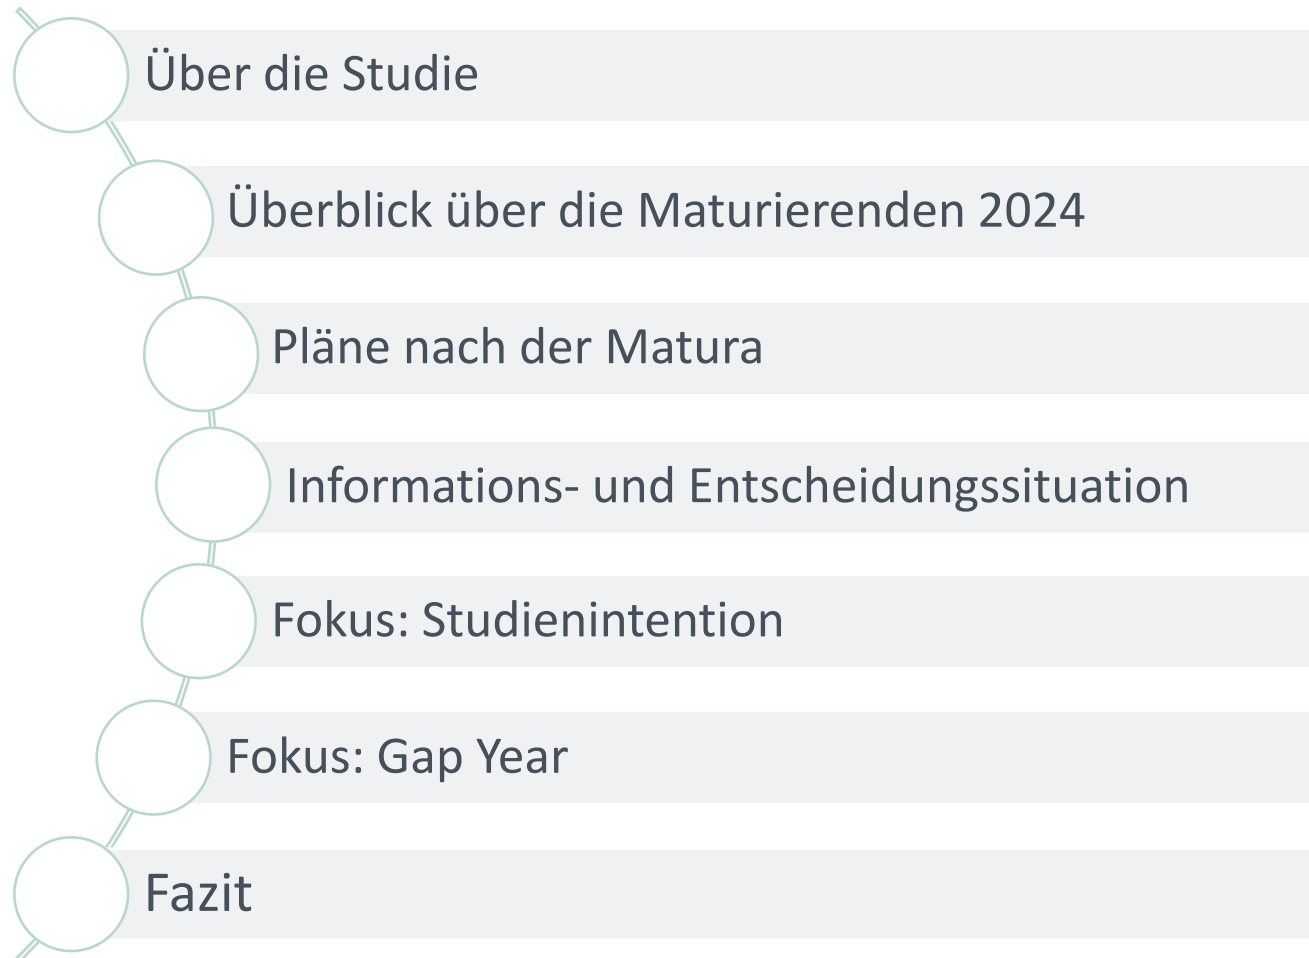 Über die Studie
Überblick über die Maturierenden 2024
Pläne nach der Matura
Informations- und Entscheidungssituation
Fokus: Studienintention
Fokus: Gap Year
Fazit